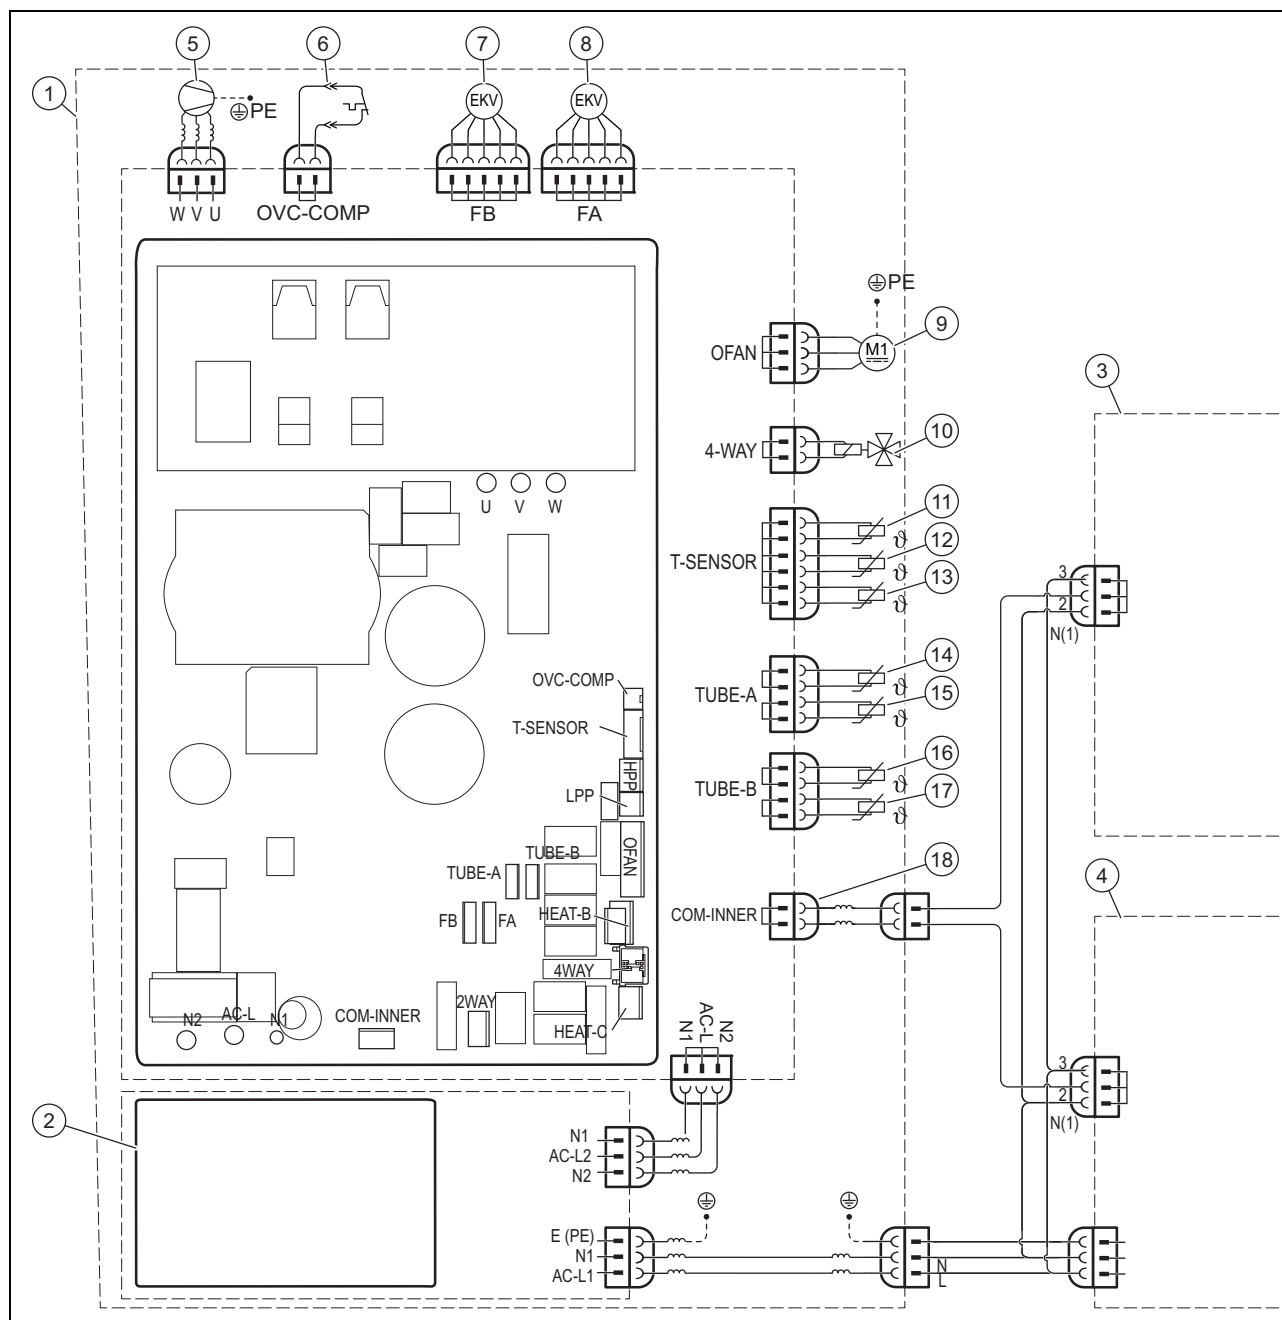 5
6
7
8
1
EKV
EKV
PE
W V U
OVC-COMP
FB
FA
PE
OFAN
M1
9
3
4-WAY
10
U V W
T-SENSOR
11
ϑ
12
ϑ
13
ϑ
3
2
N(1)
OVC-COMP
T-SENSOR
HPP
LPP
TUBE-A
14
ϑ
15
ϑ
TUBE-B
16
ϑ
17
ϑ
TUBE-B
TUBE-A
OFAN
FB
FA
HEAT-B
4WAY
COM-INNER
18
4
N2
AC-L
N1
COM-INNER
2WAY
HEAT-C
N1
AC-L
N2
3
2
N(1)
2
N1
AC-L2
N2
E (PE)
N1
AC-L1
N
L